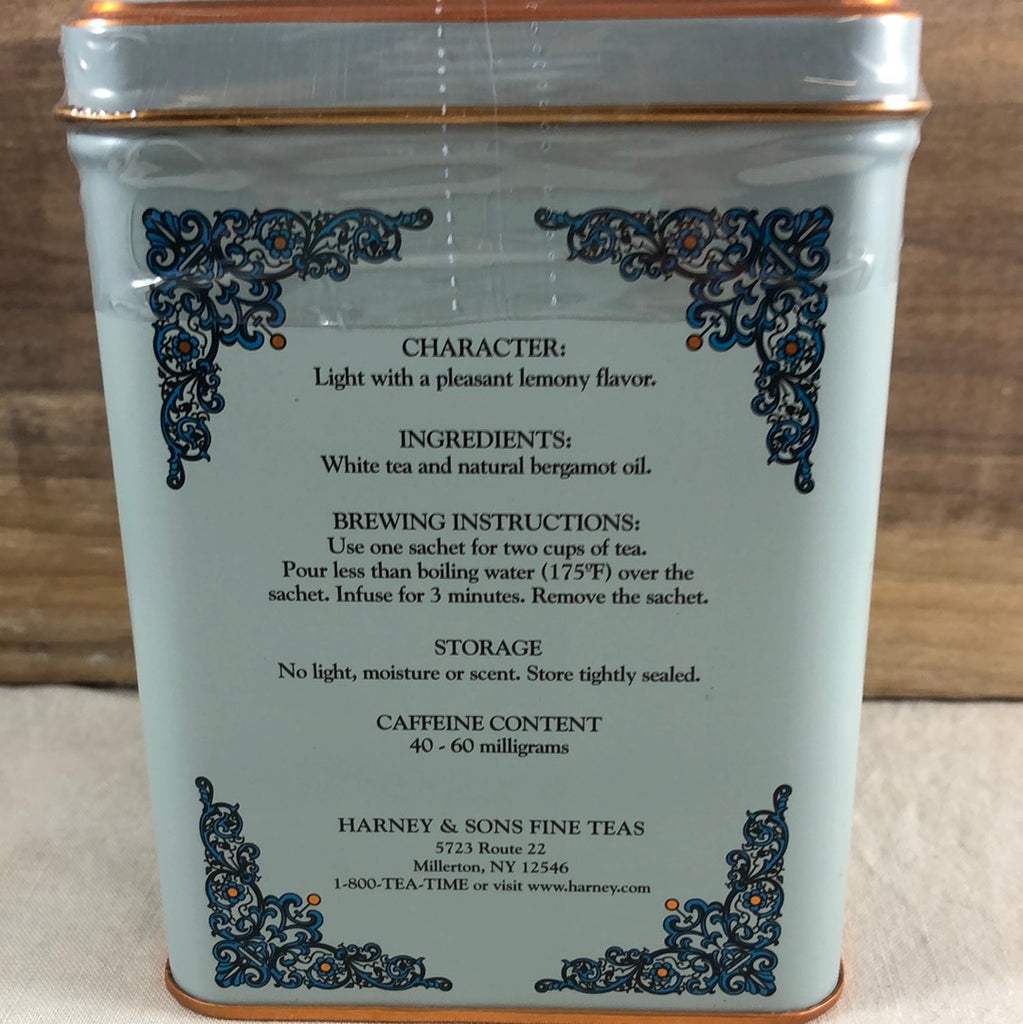 CHARACTER:
Light with a pleasant lemony flavor.
INGREDIENTS:
White tea and natural bergamot oil.
BREWING INSTRUCTIONS:
Use one sachet for two cups of tea.
Pour less than boiling water (175ºF) over the
sachet. Infuse for 3 minutes. Remove the sachet.
STORAGE
No light, moisture or scent. Store tightly sealed.
CAFFEINE CONTENT
40 - 60 milligrams
HARNEY & SONS FINE TEAS
5723 Route 22
Millerton, NY 12546
1-800-TEA-TIME or visit www.harney.com